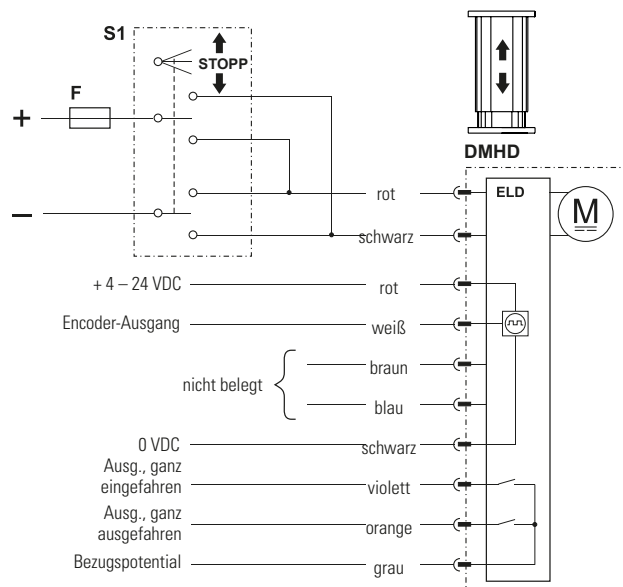 S1
STOPP
F
+
–
DMHD
rot
ELD
M
schwarz
+ 4 – 24 VDC
rot
Encoder-Ausgang
weiß
nicht belegt
braun
blau
0 VDC
schwarz
Ausg., ganz
eingefahren
violett
Ausg., ganz
ausgefahren
orange
Bezugspotential
grau